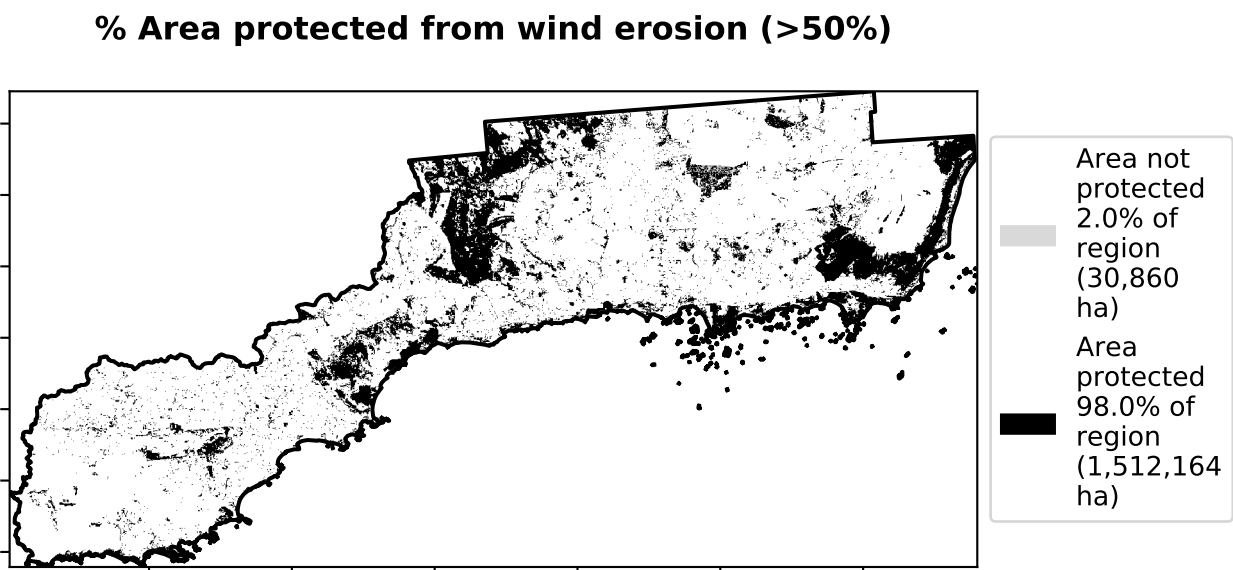 % Area protected from wind erosion (>50%)
Area not
protected
2.0% of
region
(30,860
ha)
Area
protected
98.0% of
region
(1,512,164
ha)